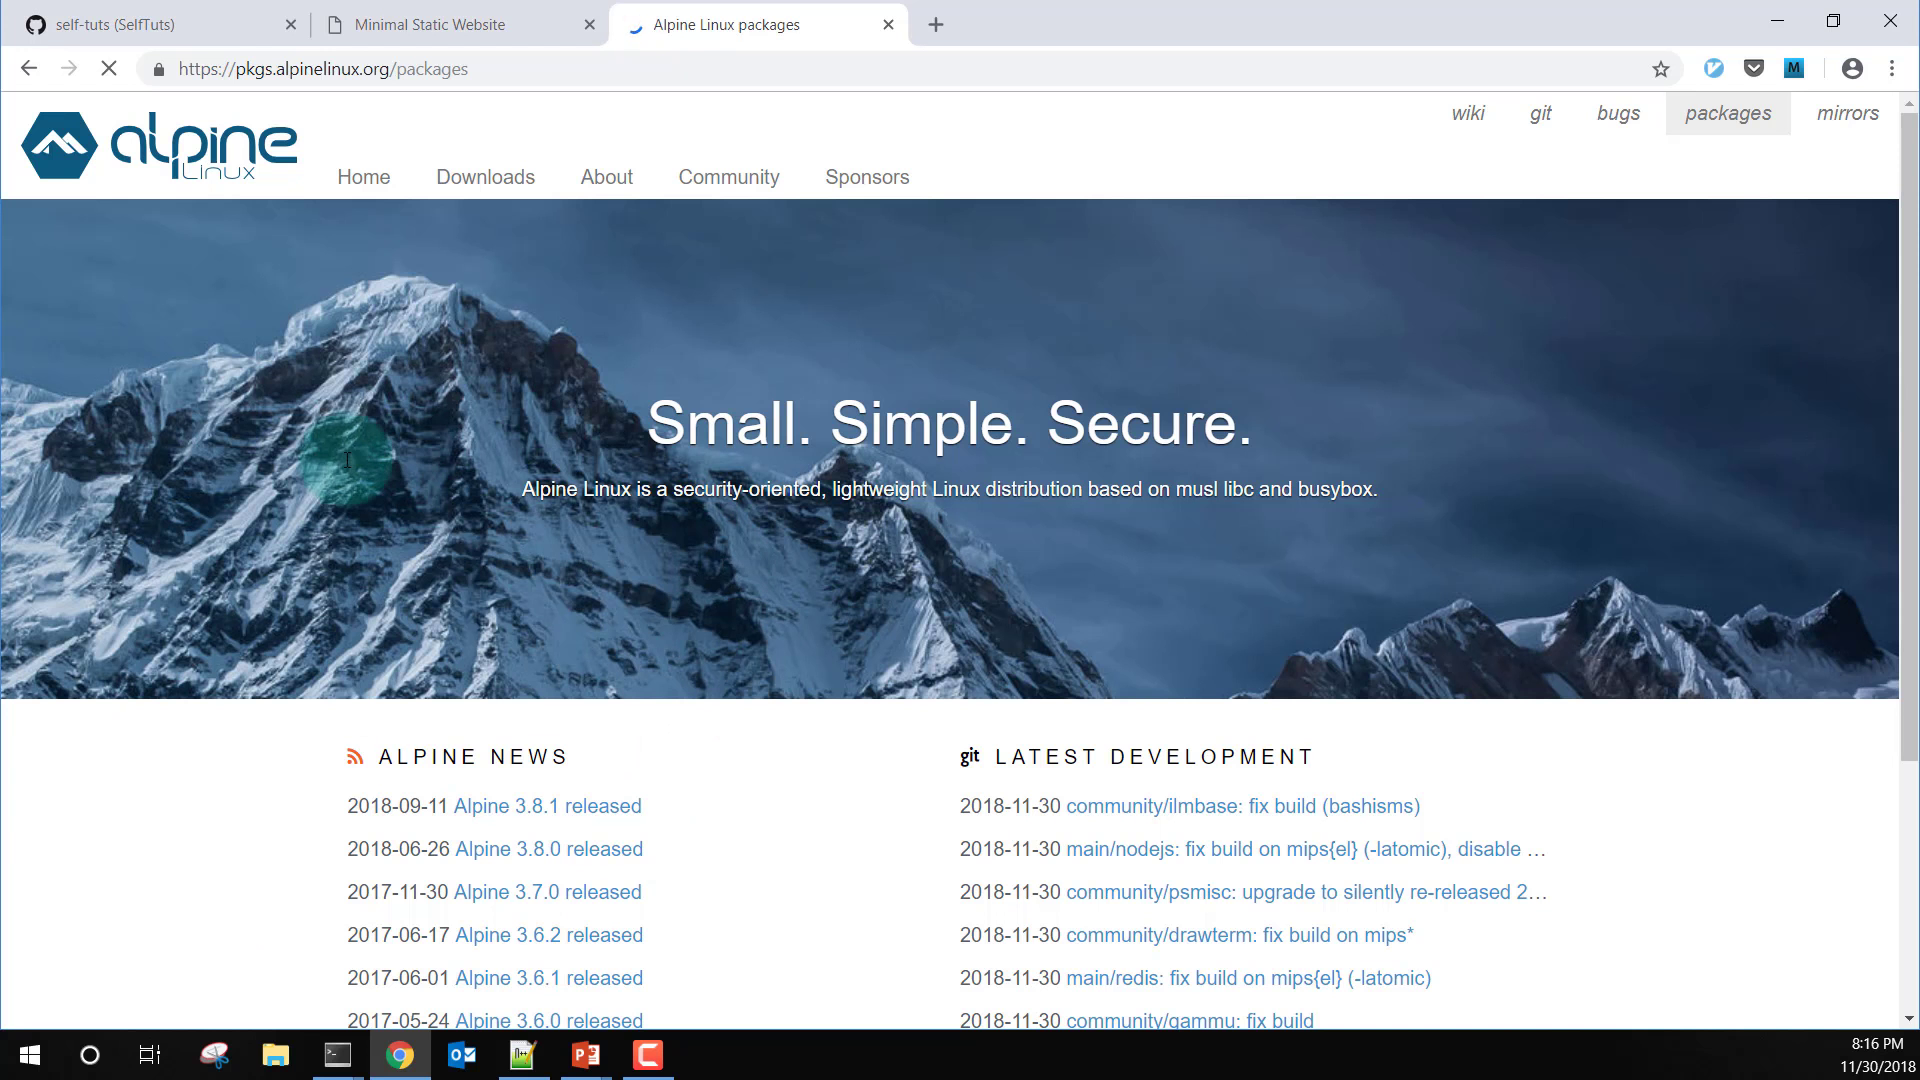 self-tuts (SelfTuts)
Minimal Static Website
Alpine Linux packages
https://pkgs.alpinelinux.org/packages
M
wiki git bugs packages mirrors
alpine
Linux
Home Downloads About Community Sponsors
Small. Simple. Secure.
Alpine Linux is a security-oriented, lightweight Linux distribution based on musl libc and busybox.
ALPINE NEWS
2018-09-11 Alpine 3.8.1 released
2018-06-26 Alpine 3.8.0 released
2017-11-30 Alpine 3.7.0 released
2017-06-17 Alpine 3.6.2 released
2017-06-01 Alpine 3.6.1 released
2017-05-24 Alpine 3.6.0 released
git LATEST DEVELOPMENT
2018-11-30 community/ilmbase: fix build (bashisms)
2018-11-30 main/nodejs: fix build on mips{el} (-latomic), disable …
2018-11-30 community/psmisc: upgrade to silently re-released 2…
2018-11-30 community/drawterm: fix build on mips*
2018-11-30 main/redis: fix build on mips{el} (-latomic)
2018-11-30 community/gammu: fix build
8:16 PM
11/30/2018